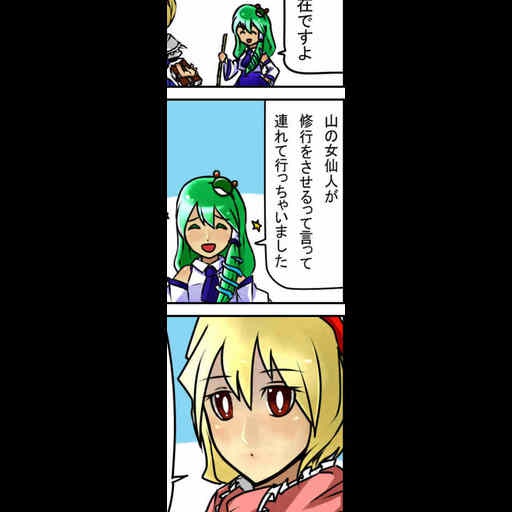 在ですよ
山の女仙人が
修行をさせるって言って
連れて行っちゃいました